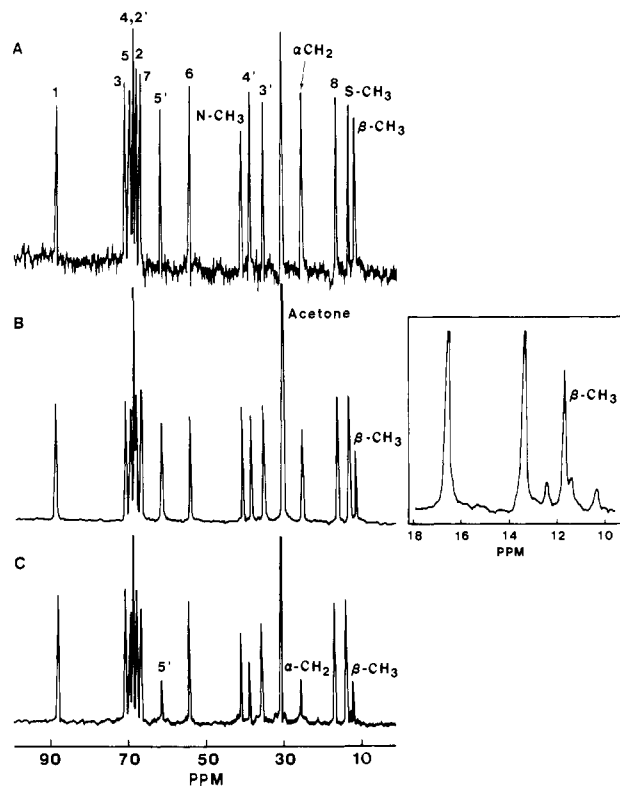 A
4,2'
5
2
3
7
1
5'
6
N-CH3
4'
3'
αCH2
8
S-CH3
β-CH3
B
Acetone
β-CH3
β-CH3
18 16 14 12 10
PPM
C
5'
α-CH2
β-CH3
90 70 50 30 10
PPM